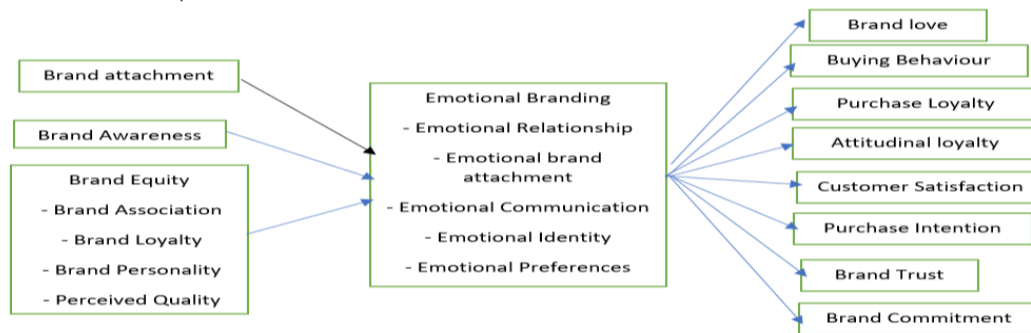 Brand attachment
Brand Awareness
Brand Equity
- Brand Association
- Brand Loyalty
- Brand Personality
- Perceived Quality
Emotional Branding
- Emotional Relationship
- Emotional brand
attachment
- Emotional Communication
- Emotional Identity
- Emotional Preferences
Brand love
Buying Behaviour
Purchase Loyalty
Attitudinal loyalty
Customer Satisfaction
Purchase Intention
Brand Trust
Brand Commitment